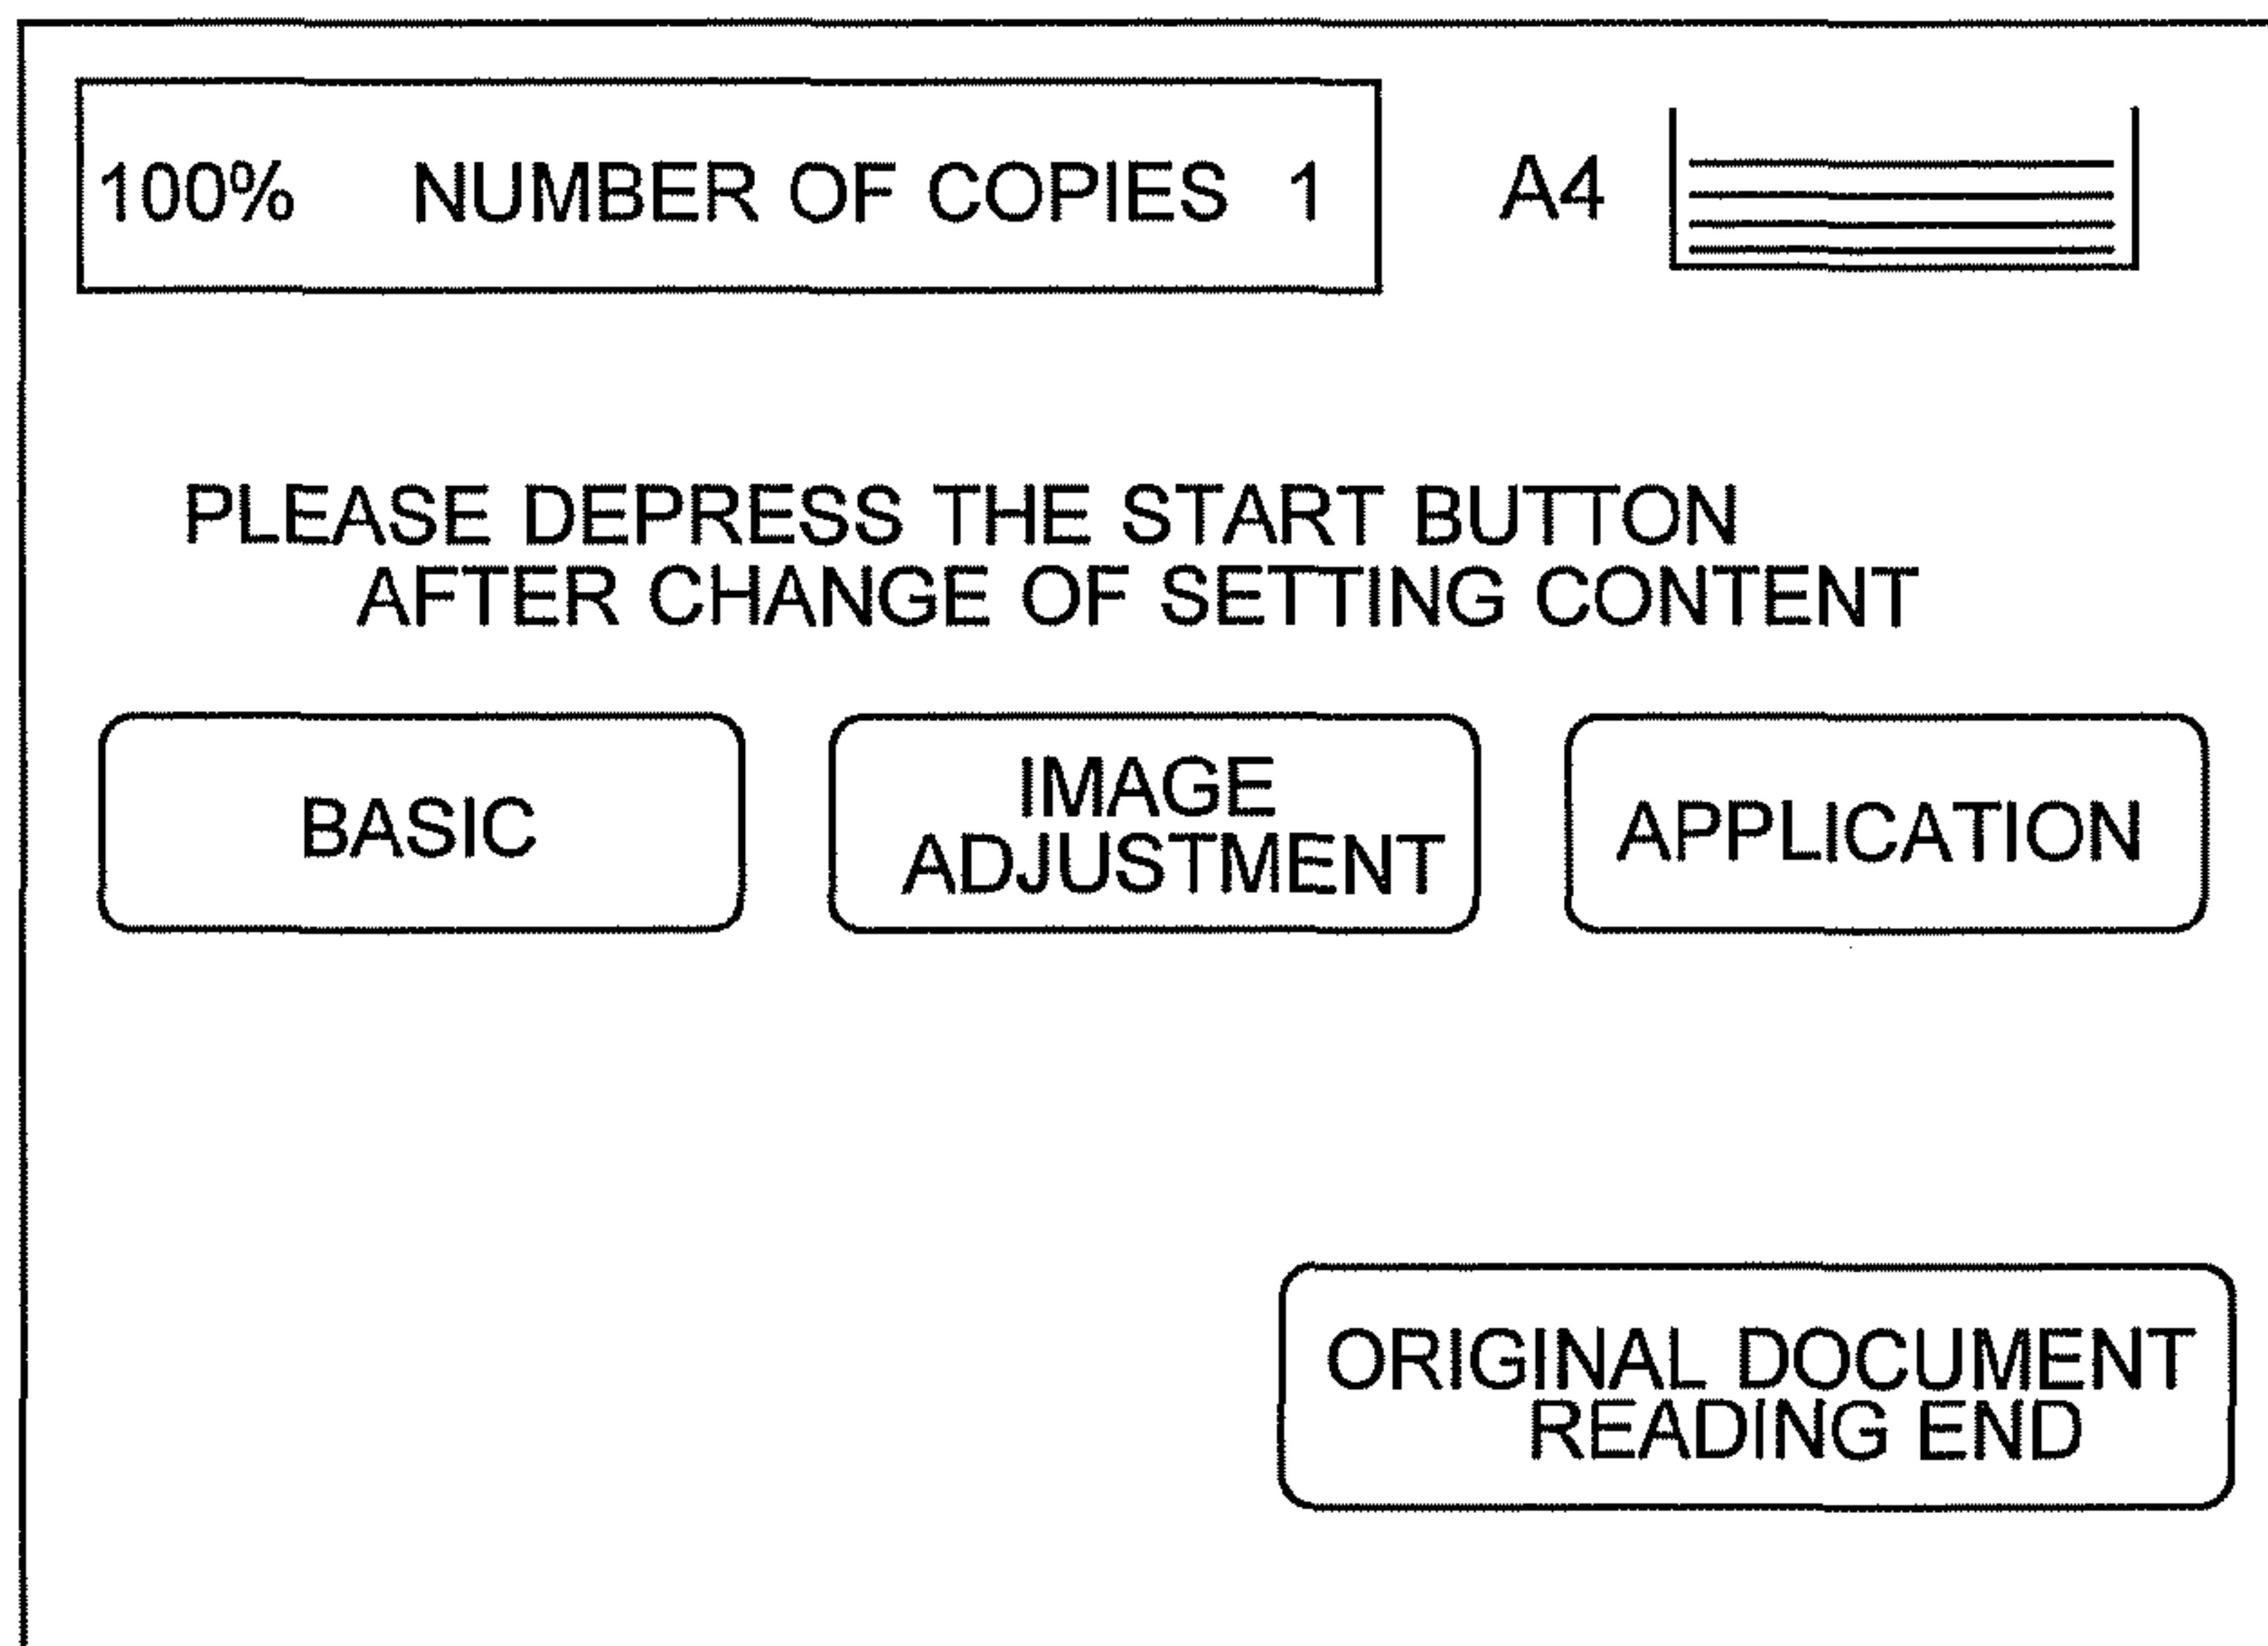 100% NUMBER OF COPIES 1 A4
PLEASE DEPRESS THE START BUTTON
AFTER CHANGE OF SETTING CONTENT
BASIC
IMAGE
ADJUSTMENT
APPLICATION
ORIGINAL DOCUMENT
READING END